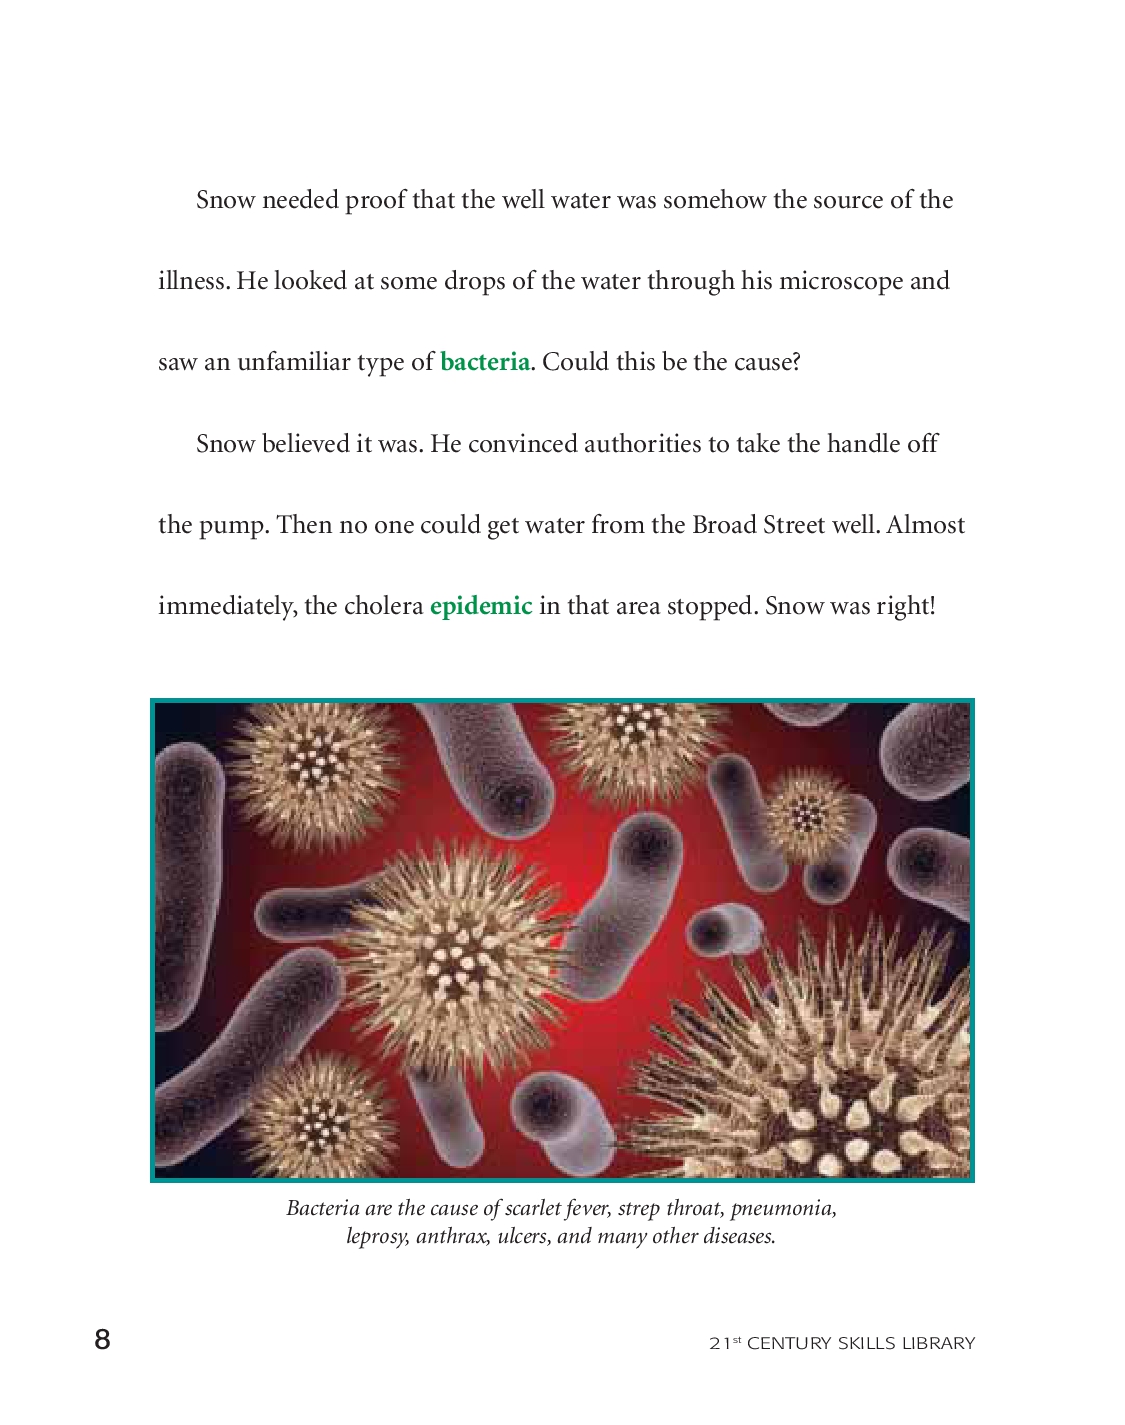 Snow needed proof that the well water was somehow the source of the
illness. He looked at some drops of the water through his microscope and
saw an unfamiliar type of bacteria. Could this be the cause?
Snow believed it was. He convinced authorities to take the handle off
the pump. Then no one could get water from the Broad Street well. Almost
immediately, the cholera epidemic in that area stopped. Snow was right!
Bacteria are the cause of scarlet fever, strep throat, pneumonia,
leprosy, anthrax, ulcers, and many other diseases.
8
21st CENTURY SKILLS LIBRARY